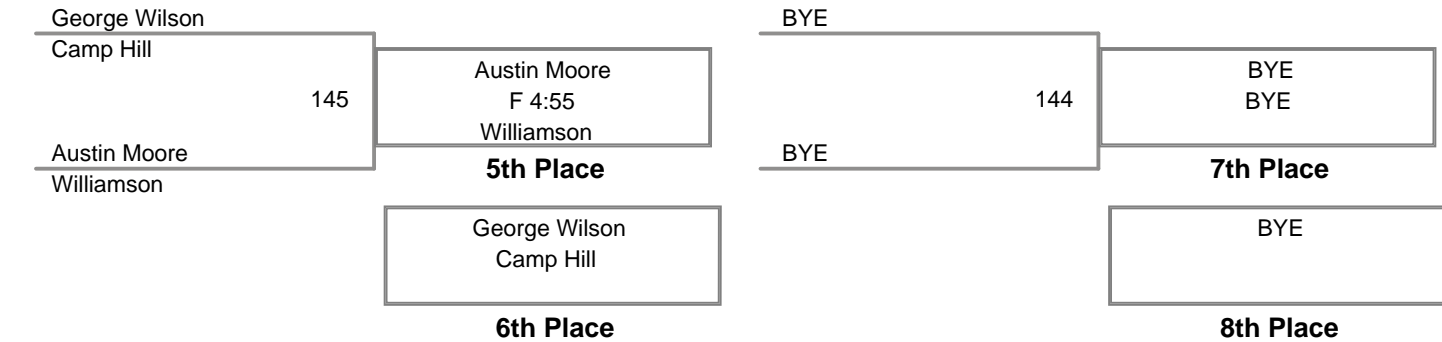 George Wilson
Camp Hill
145
Austin Moore
Williamson
Austin Moore
F 4:55
Williamson
5th Place
George Wilson
Camp Hill
6th Place
BYE
144
BYE
BYE
BYE
7th Place
BYE
8th Place